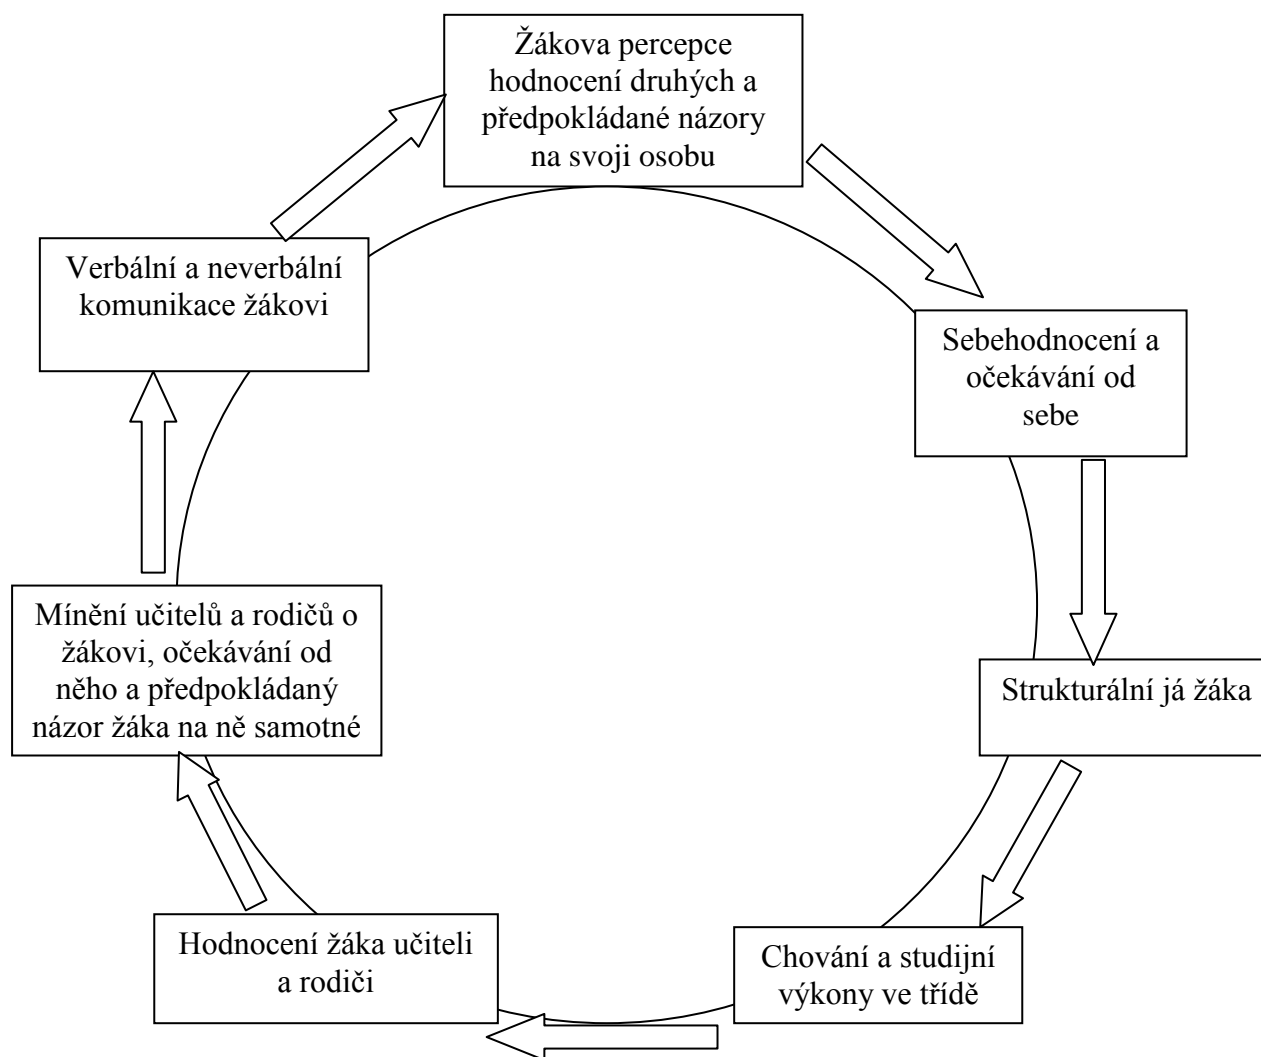 Žákova percepce
hodnocení druhých a
předpokládané názory
na svoji osobu
Verbální a neverbální
komunikace žákovi
Sebehodnocení a
očekávání od
sebe
Mínění učitelů a rodičů o
žákovi, očekávání od
něho a předpokládaný
názor žáka na ně samotné
Strukturální já žáka
Hodnocení žáka učiteli
a rodiči
Chování a studijní
výkony ve třídě